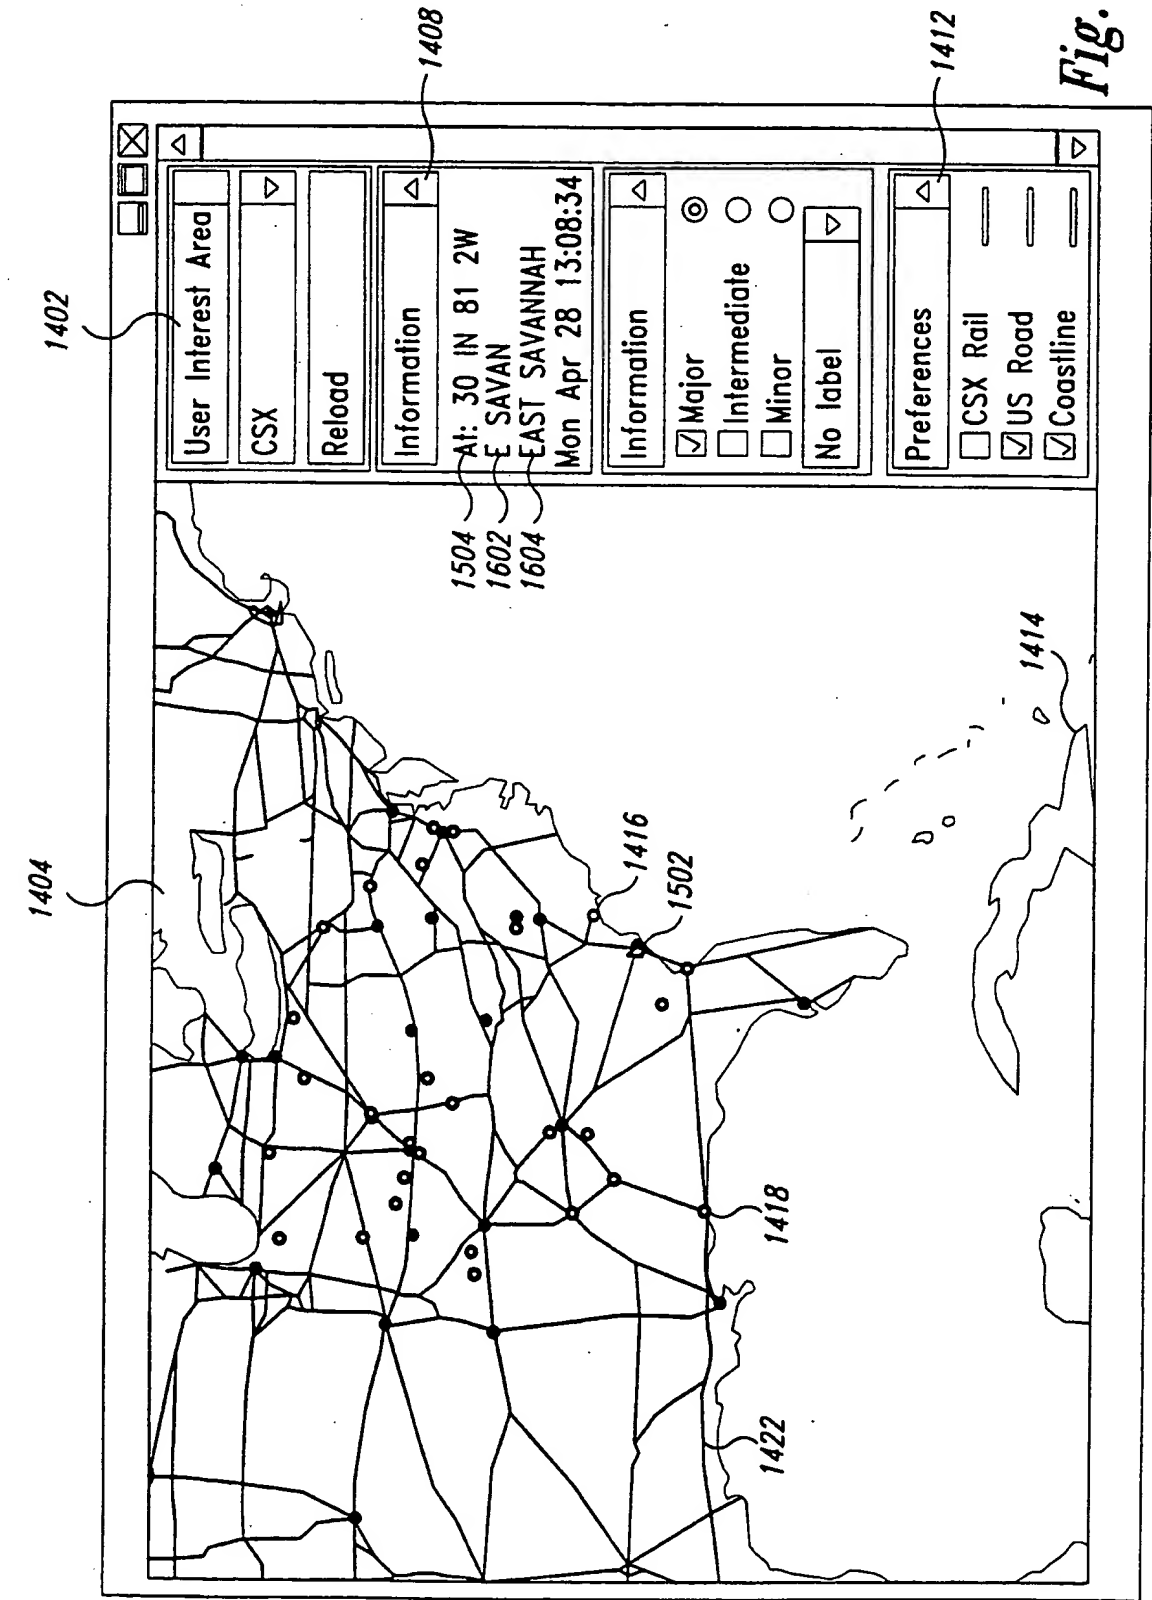 1402
1404
User Interest Area
CSX
Reload
Information
1408
1504
At: 30 IN 81 2W
1602
E SAVAN
1604
EAST SAVANNAH
Mon Apr 28 13:08:34
Information
Major
Intermediate
Minor
No label
Preferences
1412
CSX Rail
US Road
Coastline
1416
1502
1418
1422
1414
Fig.